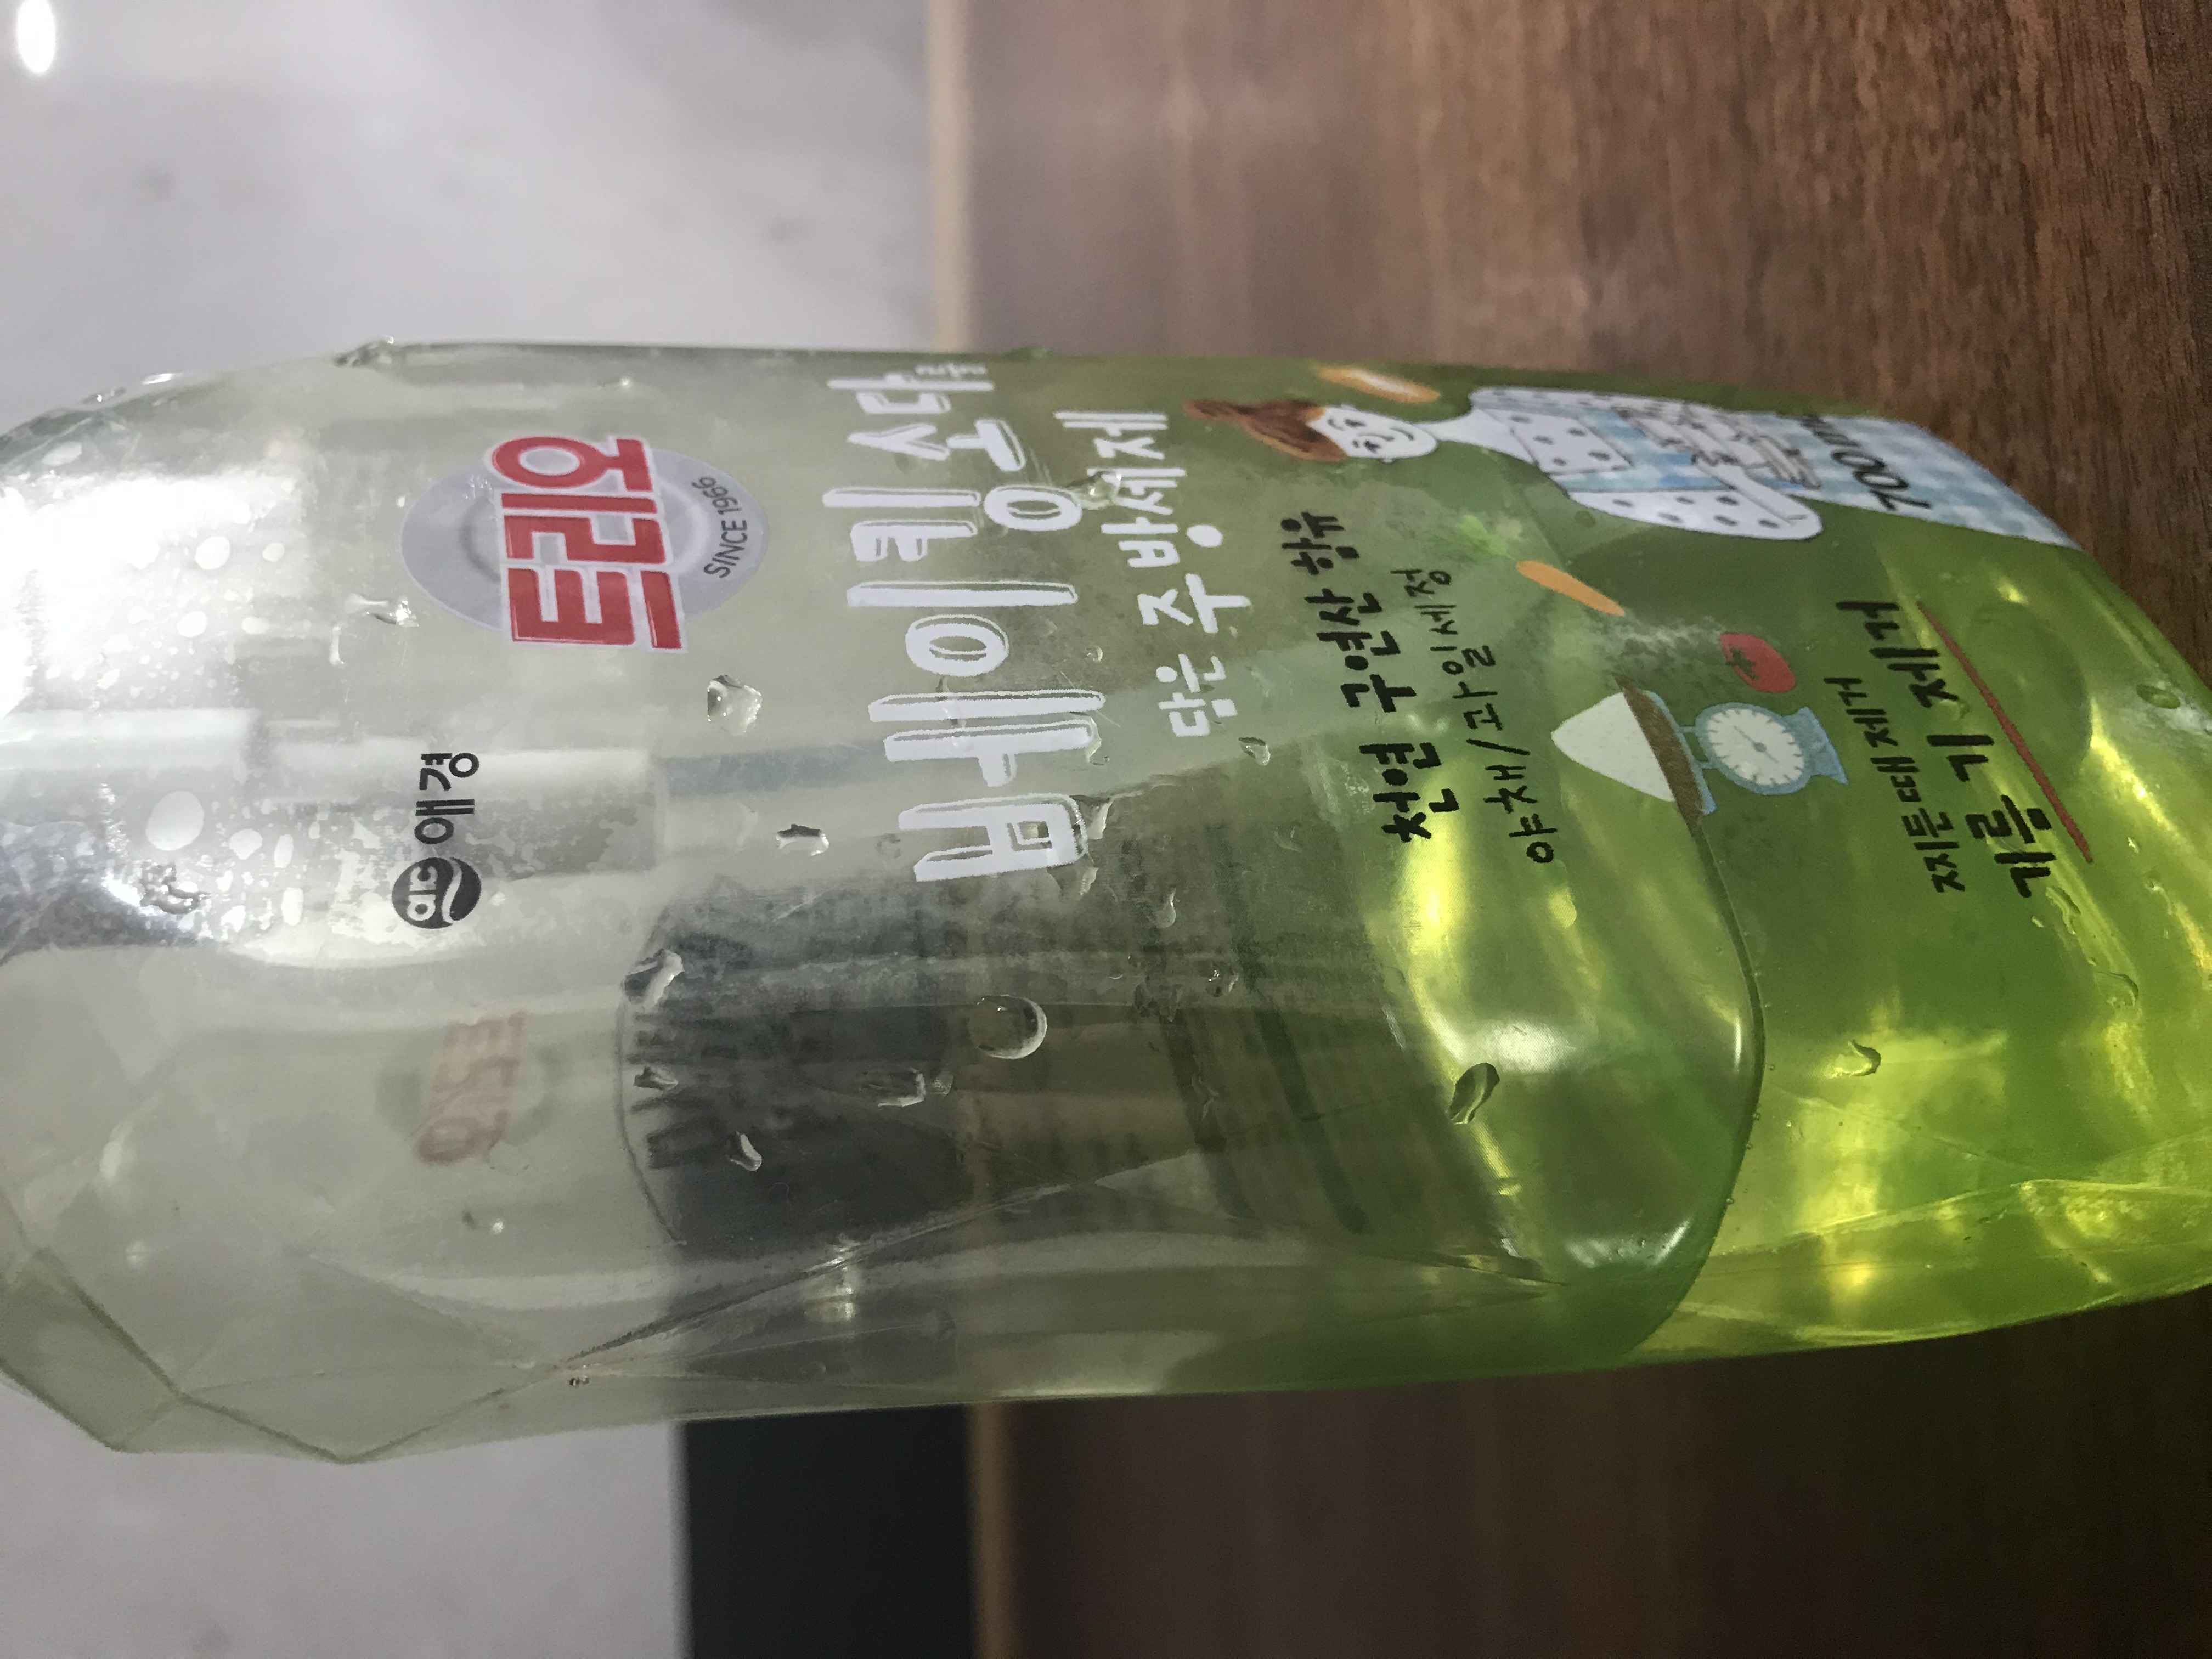 애경
트리오
SINCE 1966
베이킹소다를
담은 주방세제
천연 구연산 함유
야채/과일세정
찌든때 제거
기름기 제거
700 mL